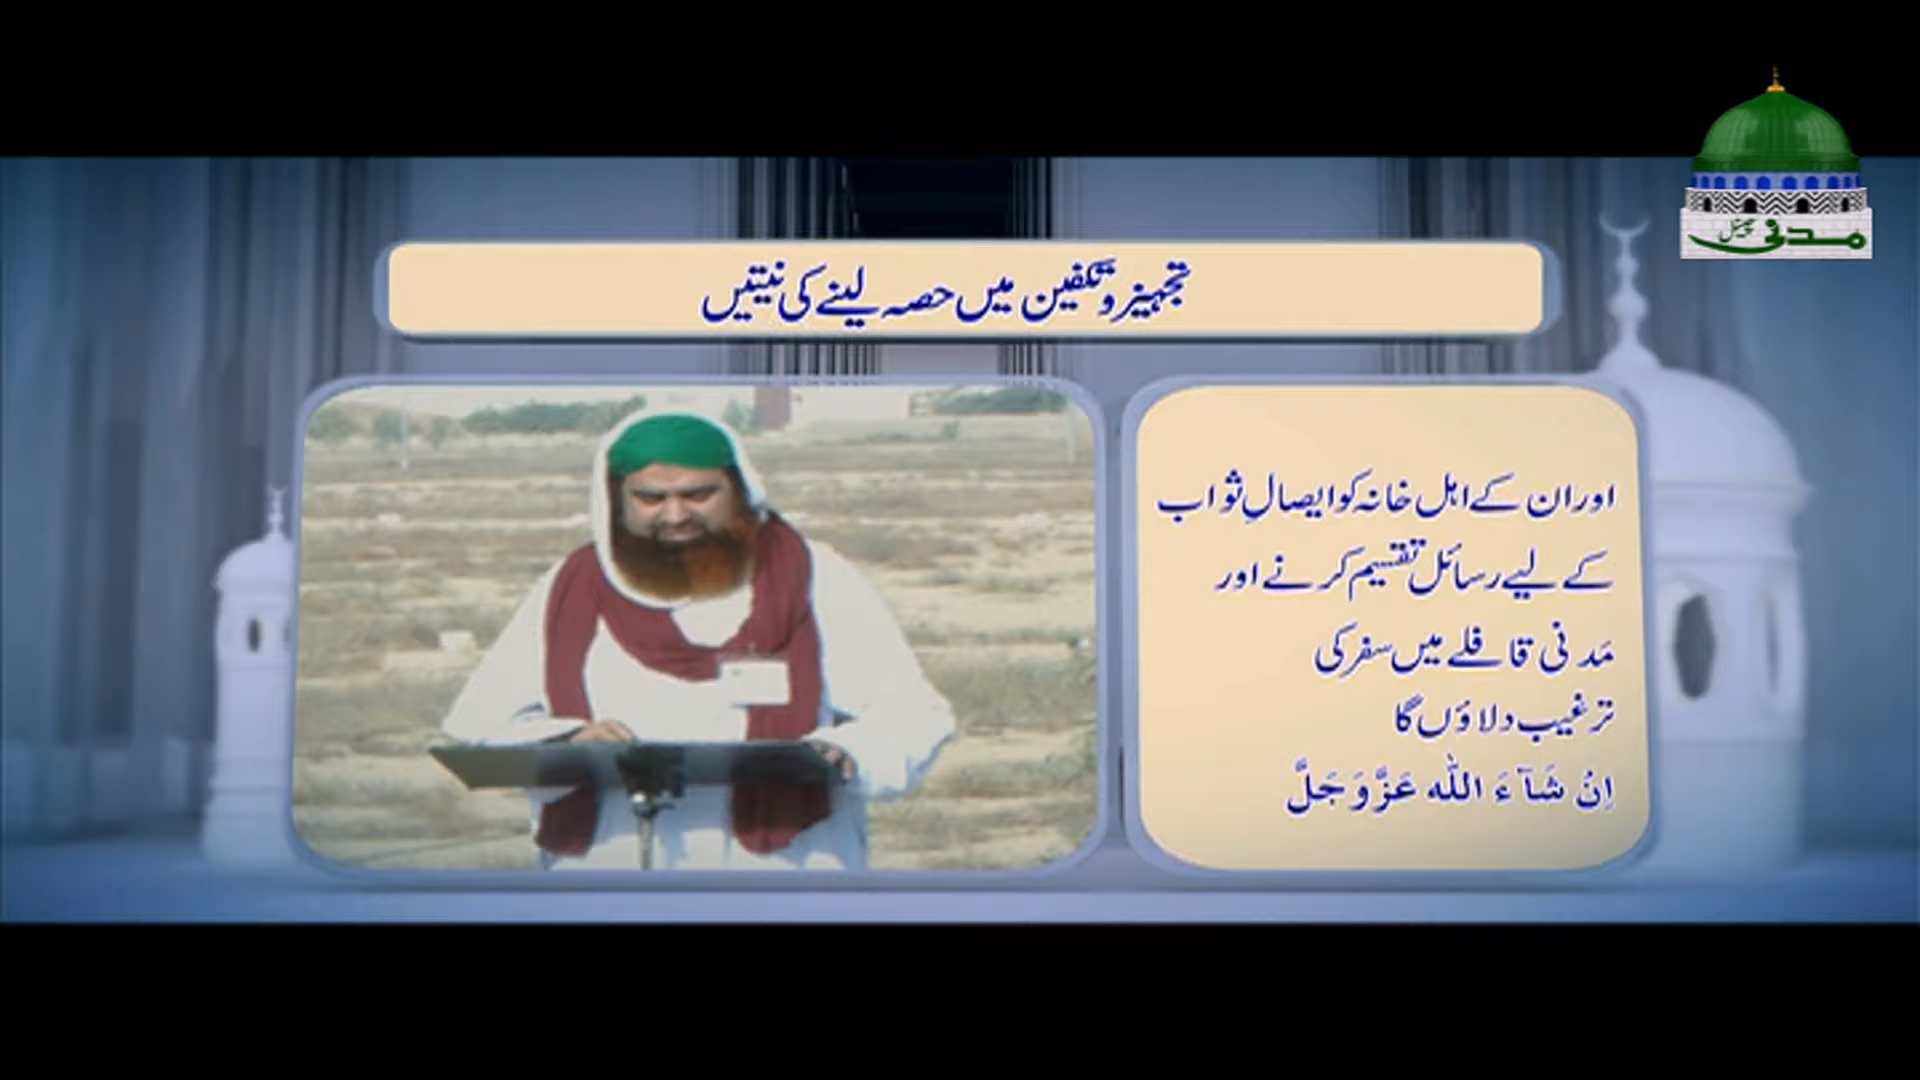 مدنی چینل
تجہیز و تکفین میں حصہ لینے کی نیتیں
اور ان کے اہل خانہ کو ایصالِ ثواب
کے لیے رسائل تقسیم کرنے اور
مَدنی قافلے میں سفر کی
ترغیب دلاؤں گا
اِنْ شَآءَ اللّٰه عَزَّوَجَلَّ